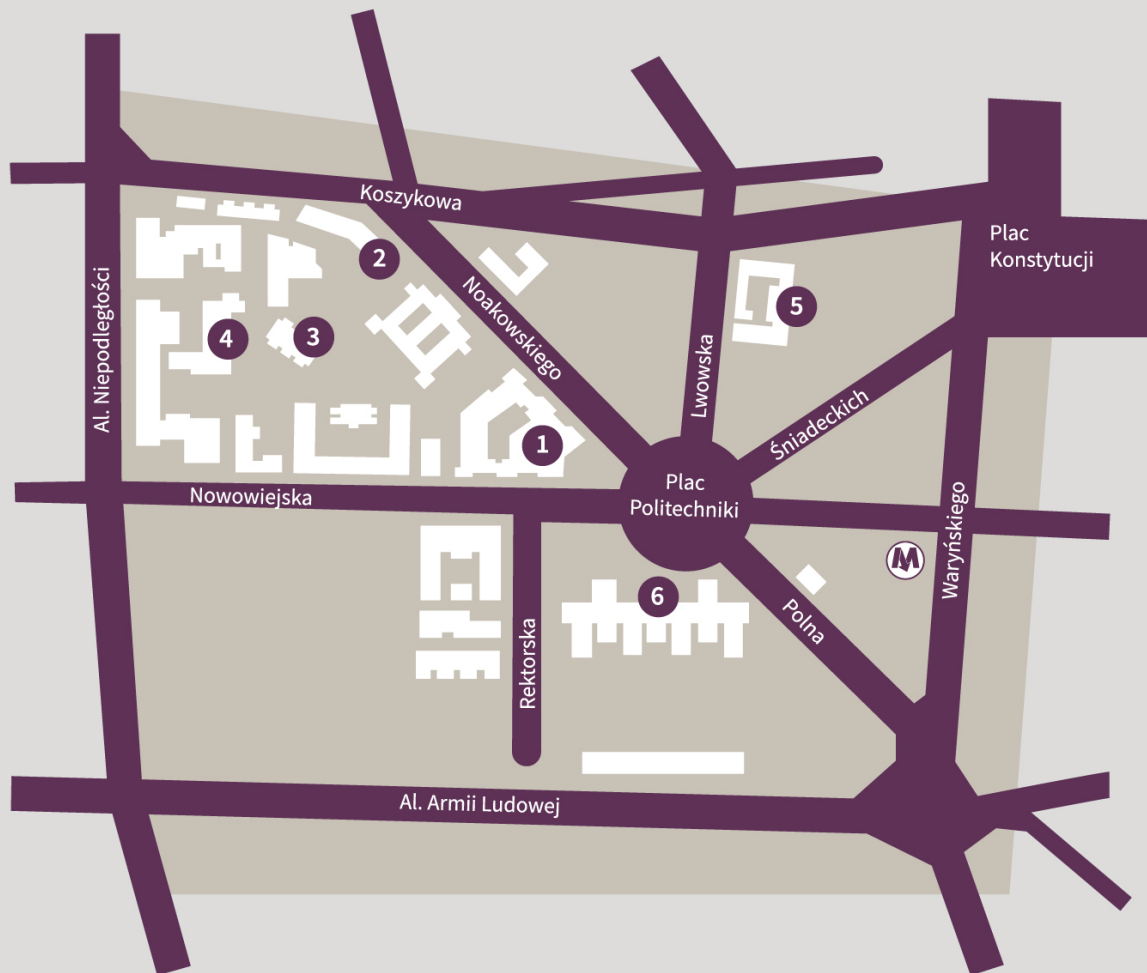 Koszykowa
Plac
Konstytucji
2
5
Noakowskiego
4
3
Al. Niepodległości
Lwowska
Śniadeckich
1
Plac
Politechniki
Nowowiejska
Waryńskiego
M
6
Polna
Rektorska
Al. Armii Ludowej